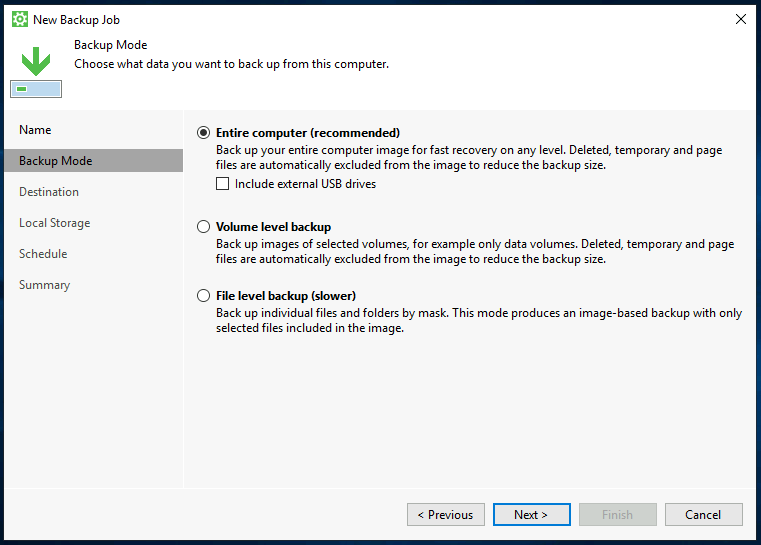 New Backup Job
Backup Mode
Choose what data you want to back up from this computer.
Name
Backup Mode
Destination
Local Storage
Schedule
Summary
Entire computer (recommended)
Back up your entire computer image for fast recovery on any level. Deleted, temporary and page
files are automatically excluded from the image to reduce the backup size.
Include external USB drives
Volume level backup
Back up images of selected volumes, for example only data volumes. Deleted, temporary and page
files are automatically excluded from the image to reduce the backup size.
File level backup (slower)
Back up individual files and folders by mask. This mode produces an image-based backup with only
selected files included in the image.
< Previous
Next >
Finish
Cancel